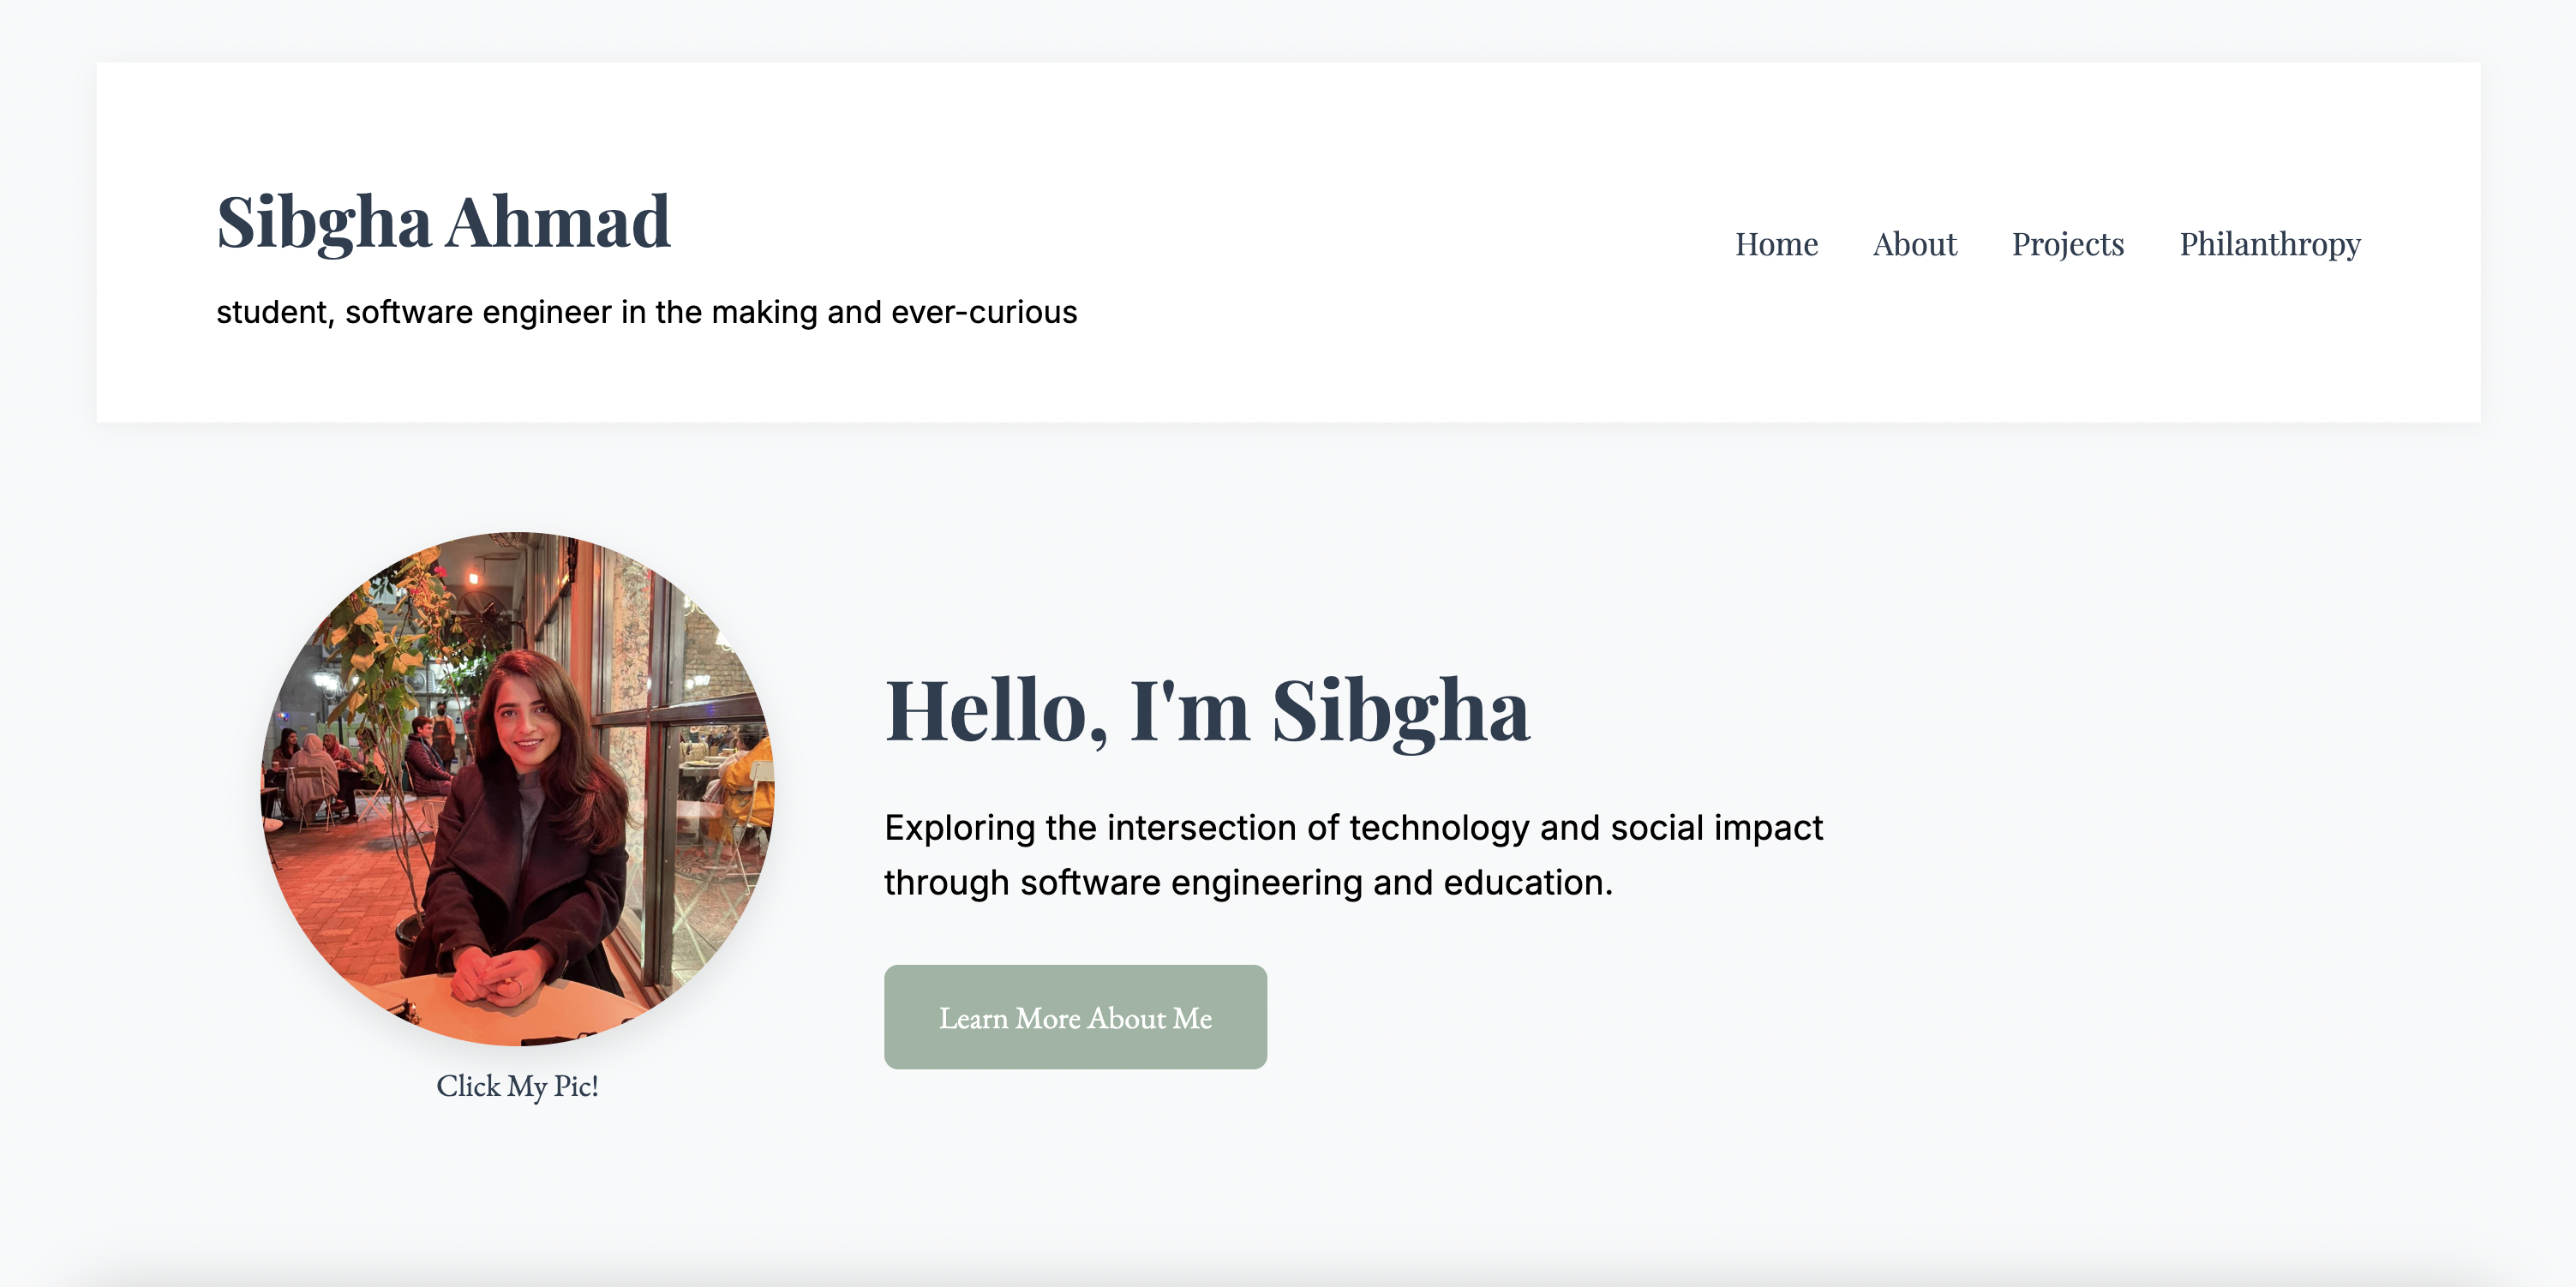 Sibgha Ahmad
student, software engineer in the making and ever-curious
Home About Projects Philanthropy
Hello, I'm Sibgha
Exploring the intersection of technology and social impact
through software engineering and education.
Learn More About Me
Click My Pic!